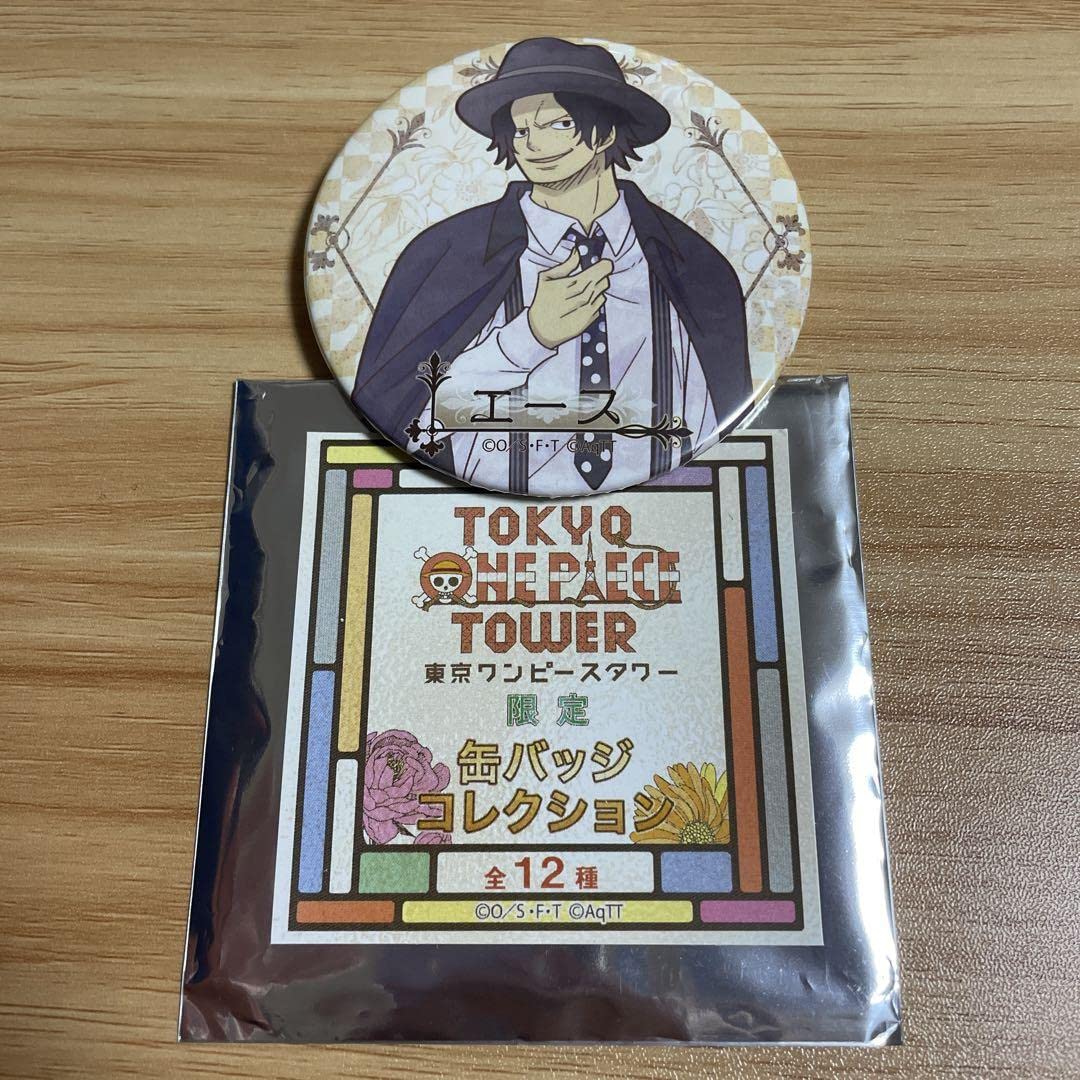 エース
©O/S・F・T ©AqTT
TOKYO
ONE PIECE
TOWER
東京ワンピースタワー
限定
缶バッジ
コレクション
全12種
©O/S・F・T ©AqTT